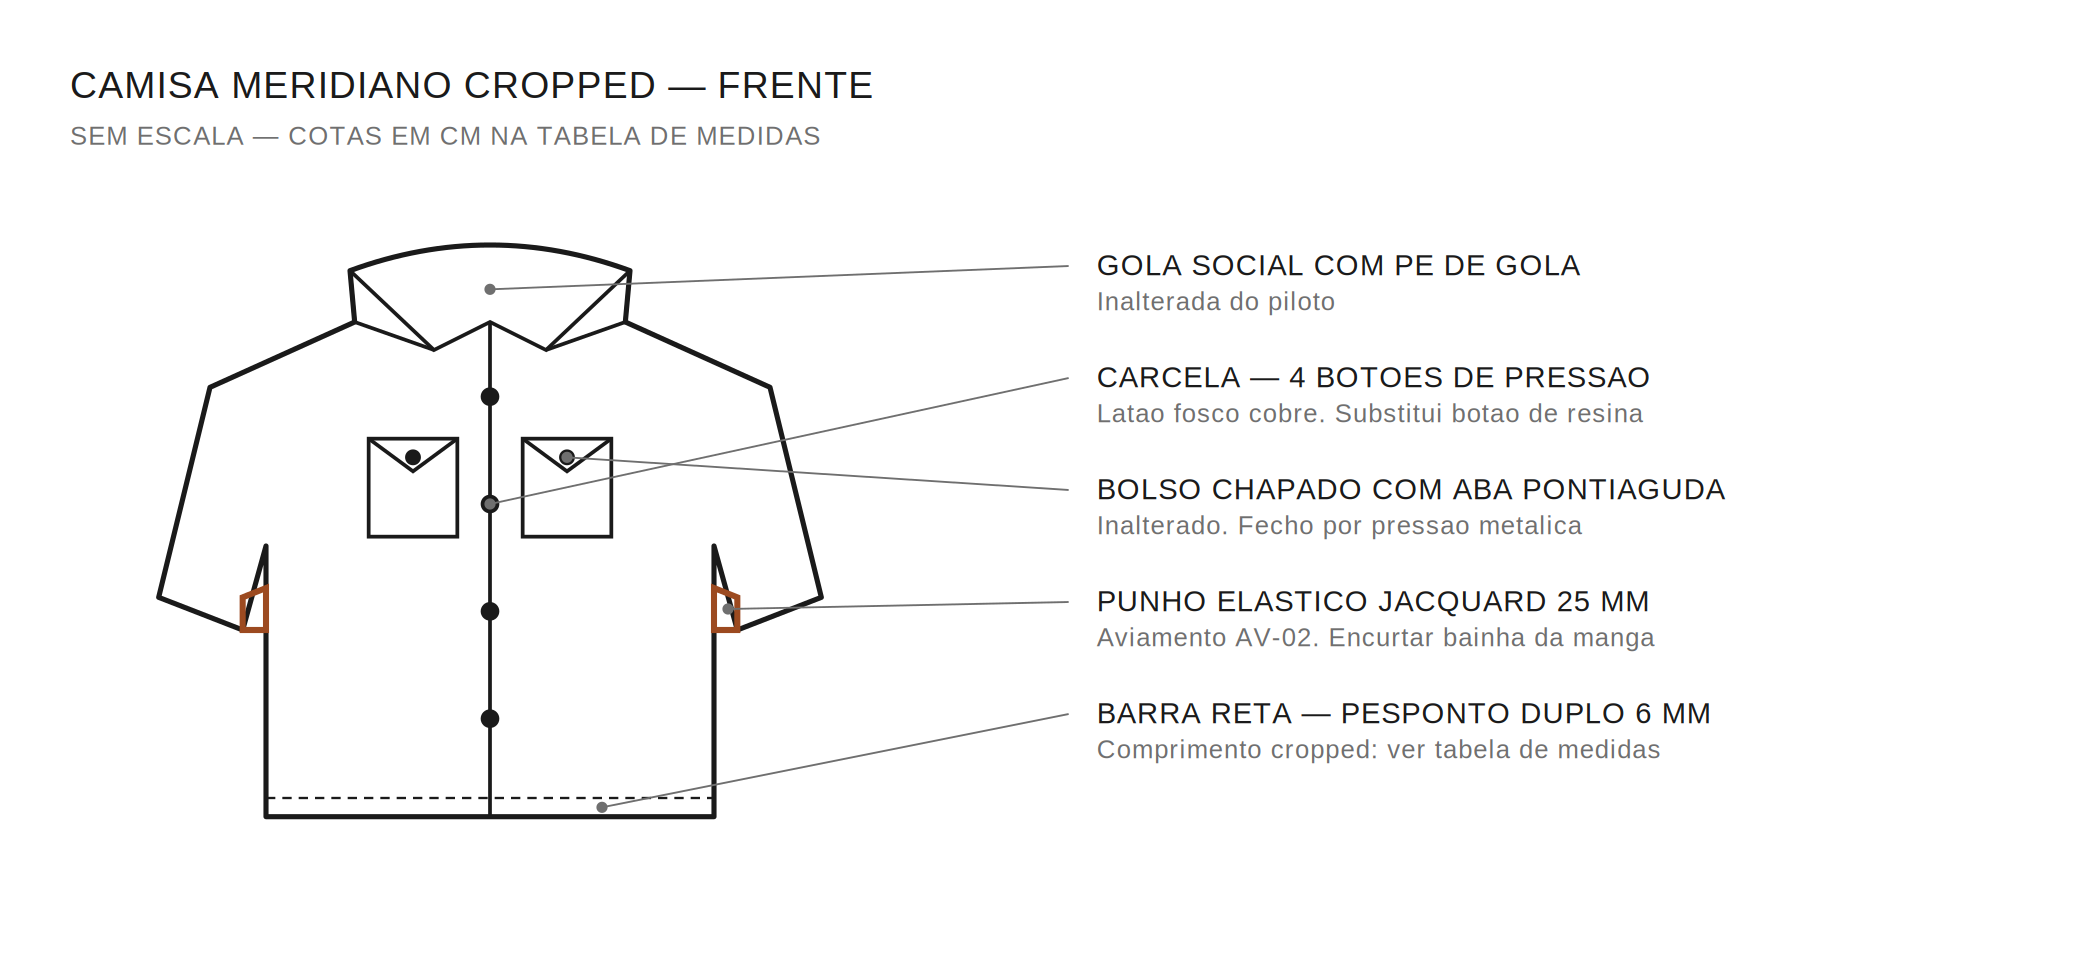 CAMISA MERIDIANO CROPPED — FRENTE
SEM ESCALA — COTAS EM CM NA TABELA DE MEDIDAS
GOLA SOCIAL COM PE DE GOLA
Inalterada do piloto
CARCELA — 4 BOTOES DE PRESSAO
Latao fosco cobre. Substitui botao de resina
BOLSO CHAPADO COM ABA PONTIAGUDA
Inalterado. Fecho por pressao metalica
PUNHO ELASTICO JACQUARD 25 MM
Aviamento AV-02. Encurtar bainha da manga
BARRA RETA — PESPONTO DUPLO 6 MM
Comprimento cropped: ver tabela de medidas